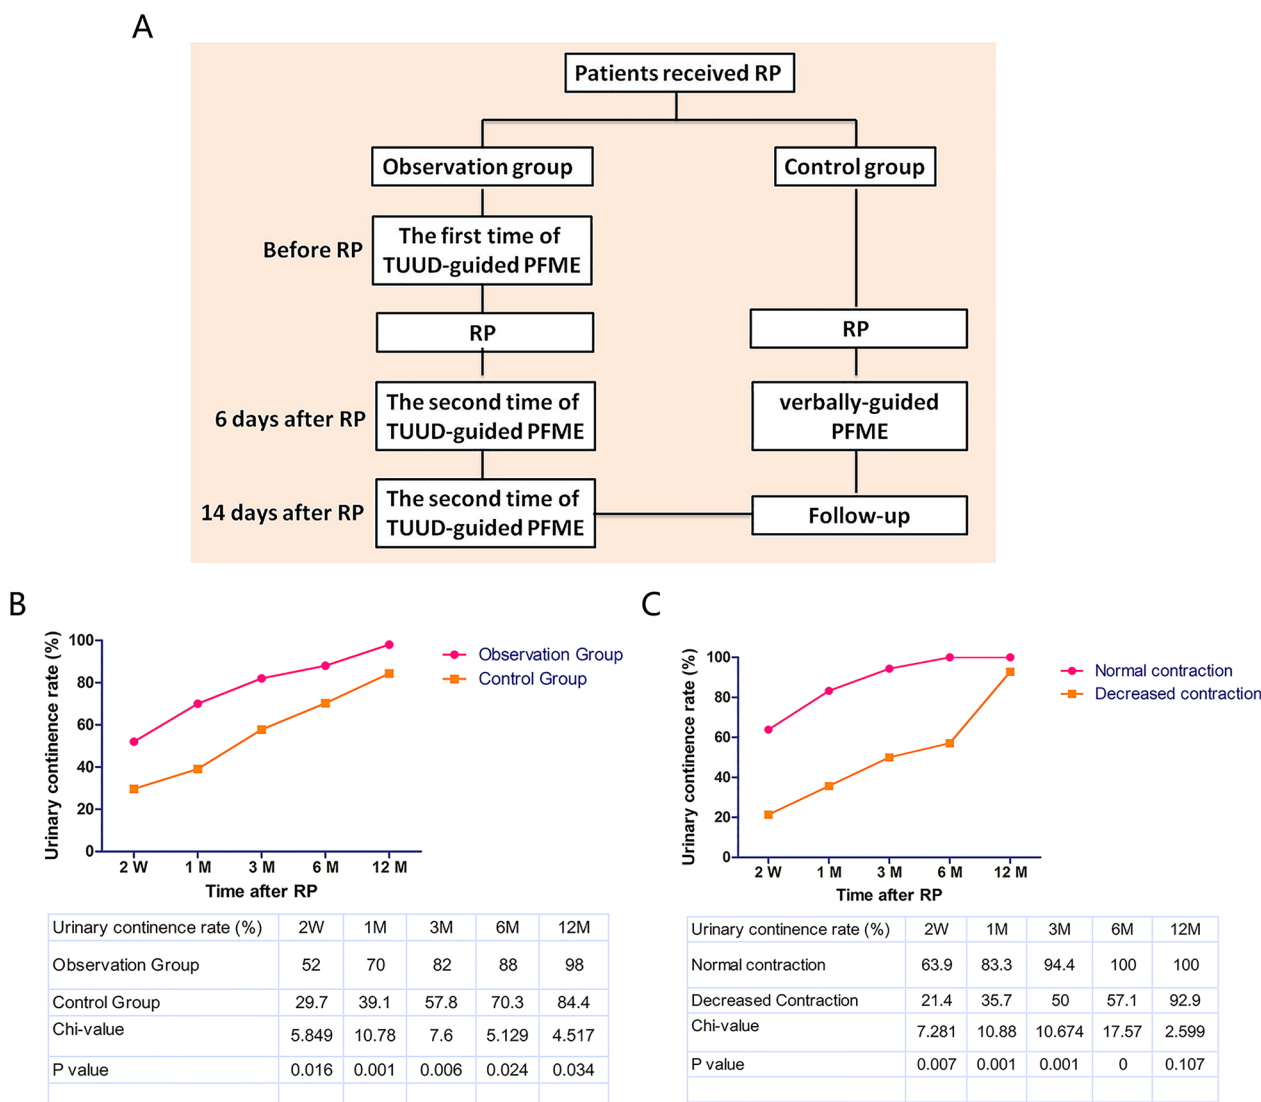 A
Patients received RP
Observation group
Control group
Before RP
The first time of
TUUD-guided PFME
RP
RP
6 days after RP
The second time of
TUUD-guided PFME
verbally-guided
PFME
14 days after RP
The second time of
TUUD-guided PFME
Follow-up
B
Urinary continence rate (%)
100
80
60
40
20
0
2 W 1 M 3 M 6 M 12 M
Time after RP
Observation Group
Control Group
Urinary continence rate (%) 2W 1M 3M 6M 12M
Observation Group 52 70 82 88 98
Control Group 29.7 39.1 57.8 70.3 84.4
Chi-value 5.849 10.78 7.6 5.129 4.517
P value 0.016 0.001 0.006 0.024 0.034
C
Urinary continence rate (%)
100
80
60
40
20
0
2 W 1 M 3 M 6 M 12 M
Time after RP
Normal contraction
Decreased contraction
Urinary continence rate (%) 2W 1M 3M 6M 12M
Normal contraction 63.9 83.3 94.4 100 100
Decreased Contraction 21.4 35.7 50 57.1 92.9
Chi-value 7.281 10.88 10.674 17.57 2.599
P value 0.007 0.001 0.001 0 0.107